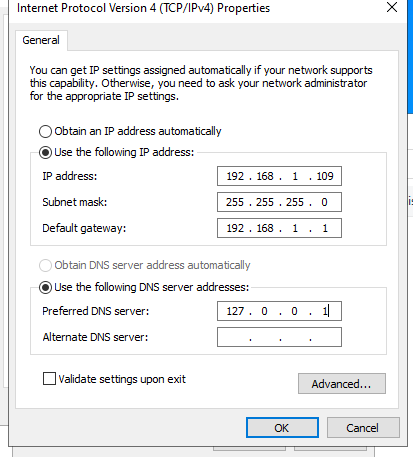 Internet Protocol Version 4 (TCP/IPv4) Properties
General
You can get IP settings assigned automatically if your network supports
this capability. Otherwise, you need to ask your network administrator
for the appropriate IP settings.
Obtain an IP address automatically
Use the following IP address:
IP address: 192 . 168 . 1 . 109
Subnet mask: 255 . 255 . 255 . 0
Default gateway: 192 . 168 . 1 . 1
Obtain DNS server address automatically
Use the following DNS server addresses:
Preferred DNS server: 127 . 0 . 0 . 1
Alternate DNS server: . . .
Validate settings upon exit
Advanced...
OK Cancel